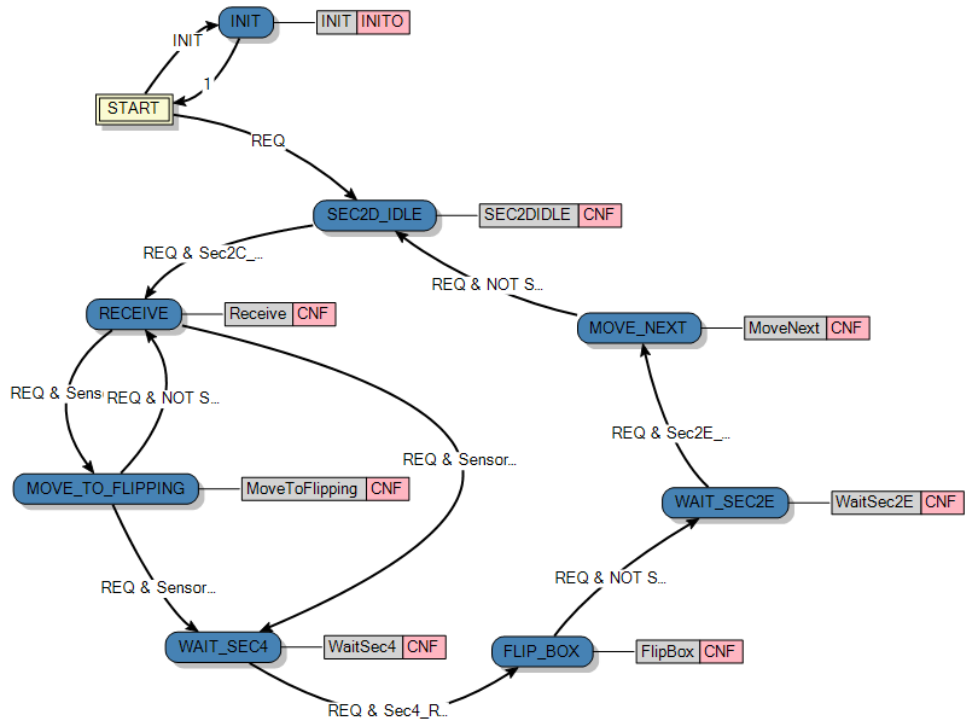 INIT
INIT INITO
INIT
1
START
REQ
SEC2D_IDLE
SEC2DIDLE CNF
REQ & Sec2C_...
REQ & NOT S...
RECEIVE
Receive CNF
MOVE_NEXT
MoveNext CNF
REQ & Sens
REQ & NOT S...
REQ & Sec2E_...
REQ & Sensor...
MOVE_TO_FLIPPING
MoveToFlipping CNF
WAIT_SEC2E
WaitSec2E CNF
REQ & Sensor...
REQ & NOT S...
WAIT_SEC4
WaitSec4 CNF
FLIP_BOX
FlipBox CNF
REQ & Sec4_R...